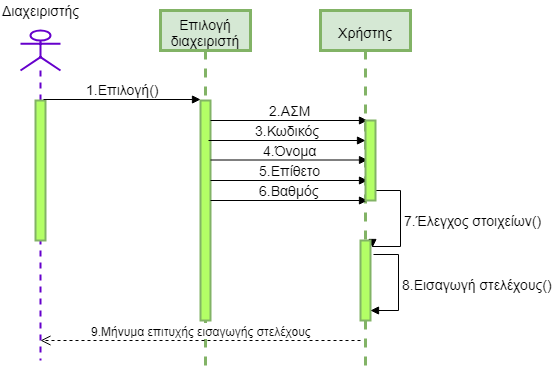 Διαχειριστής
Επιλογή
διαχειριστή
Χρήστης
1.Επιλογή()
2.ΑΣΜ
3.Κωδικός
4.Όνομα
5.Επίθετο
6.Βαθμός
7.Έλεγχος στοιχείων()
8.Εισαγωγή στελέχους()
9.Μήνυμα επιτυχής εισαγωγής στελέχους